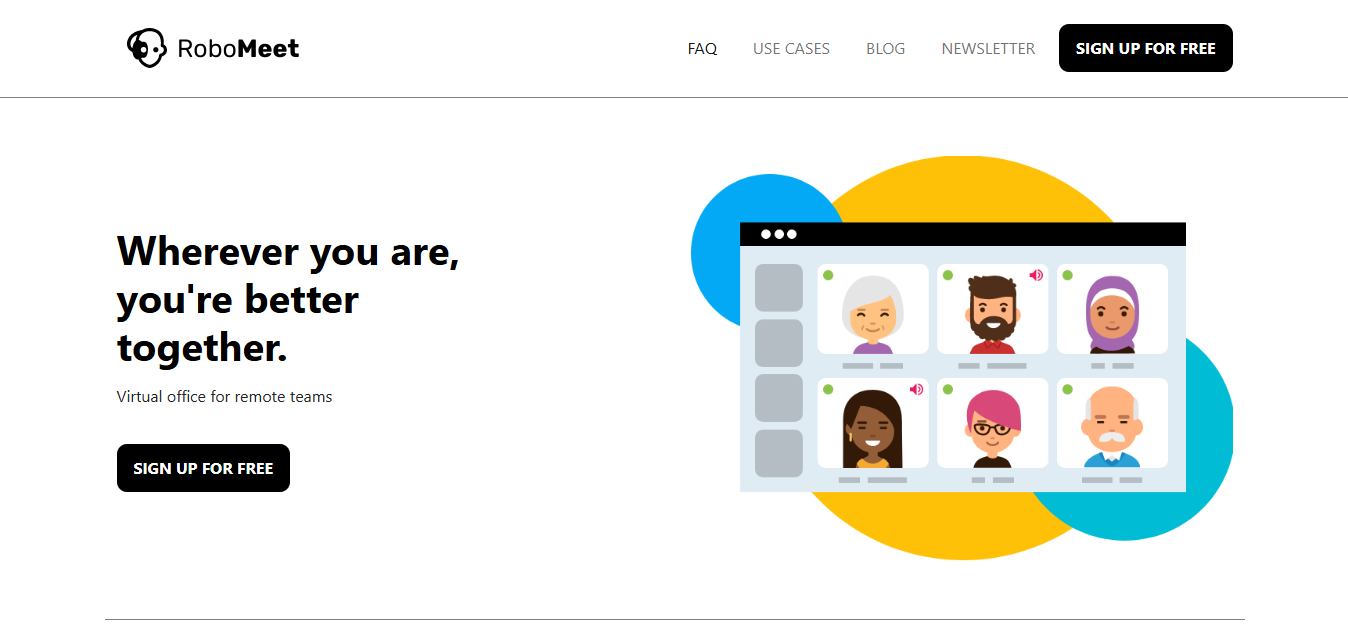 RoboMeet
FAQ
USE CASES
BLOG
NEWSLETTER
SIGN UP FOR FREE
Wherever you are,
you're better
together.
Virtual office for remote teams
SIGN UP FOR FREE